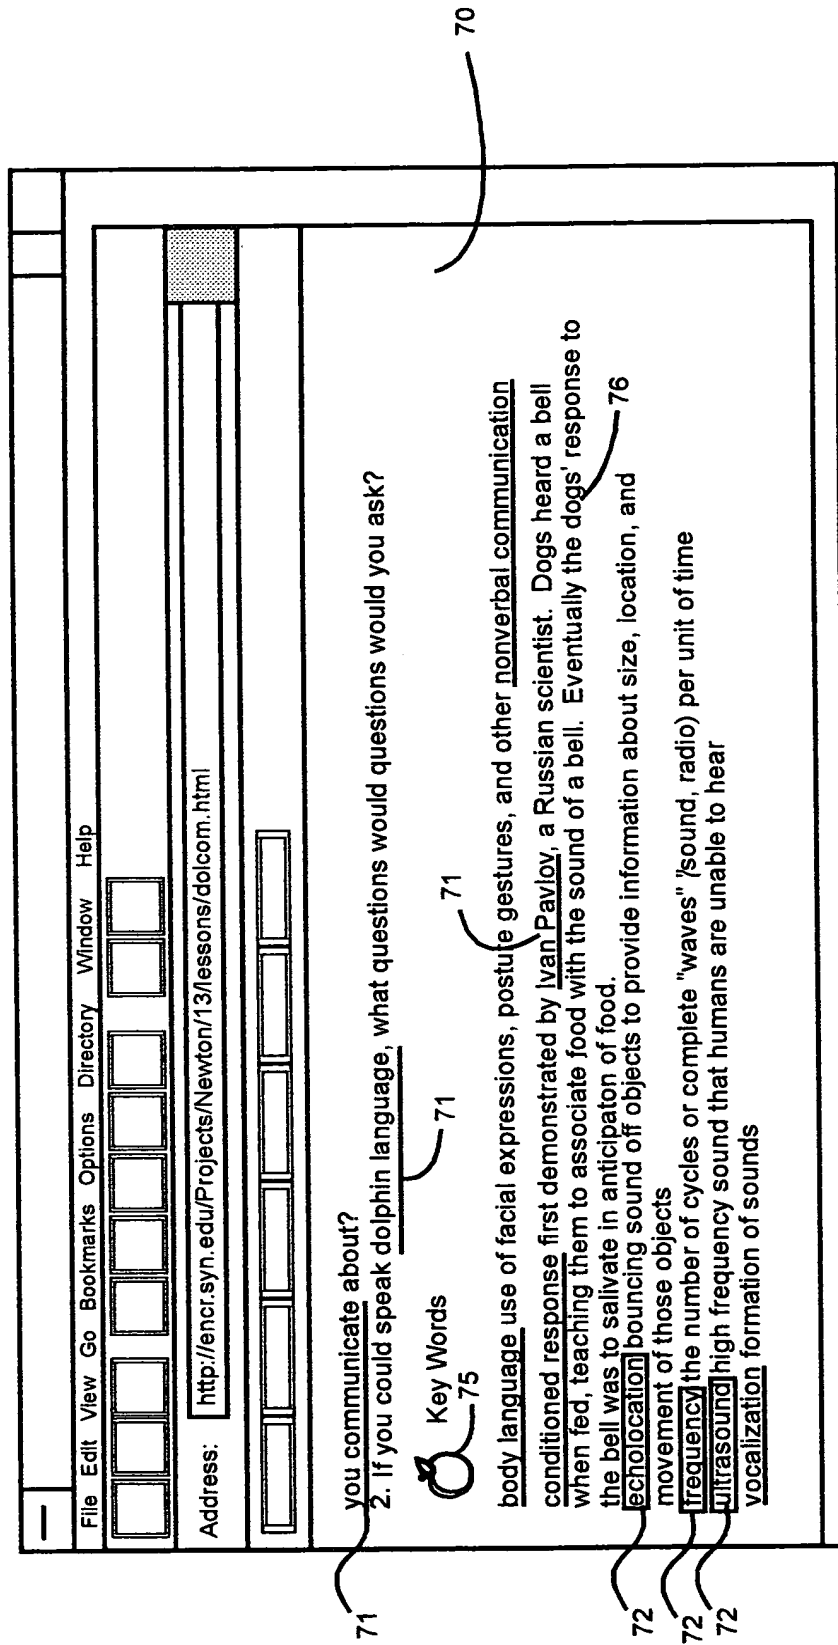 70
File Edit View Go Bookmarks Options Directory Window Help
Address: http://encr.syn.edu/Projects/Newton/13/lessons/dolcom.html
71
you communicate about?
2. If you could speak dolphin language, what questions would questions would you ask?
71
71
Key Words
75
body language use of facial expressions, posture gestures, and other nonverbal communication
conditioned response first demonstrated by Ivan Pavlov, a Russian scientist. Dogs heard a bell
when fed, teaching them to associate food with the sound of a bell. Eventually the dogs' response to
the bell was to salivate in anticipaton of food.
76
72
echolocation bouncing sound off objects to provide information about size, location, and
movement of those objects
72
frequency the number of cycles or complete "waves" /sound, radio) per unit of time
72
ultrasound high frequency sound that humans are unable to hear
vocalization formation of sounds